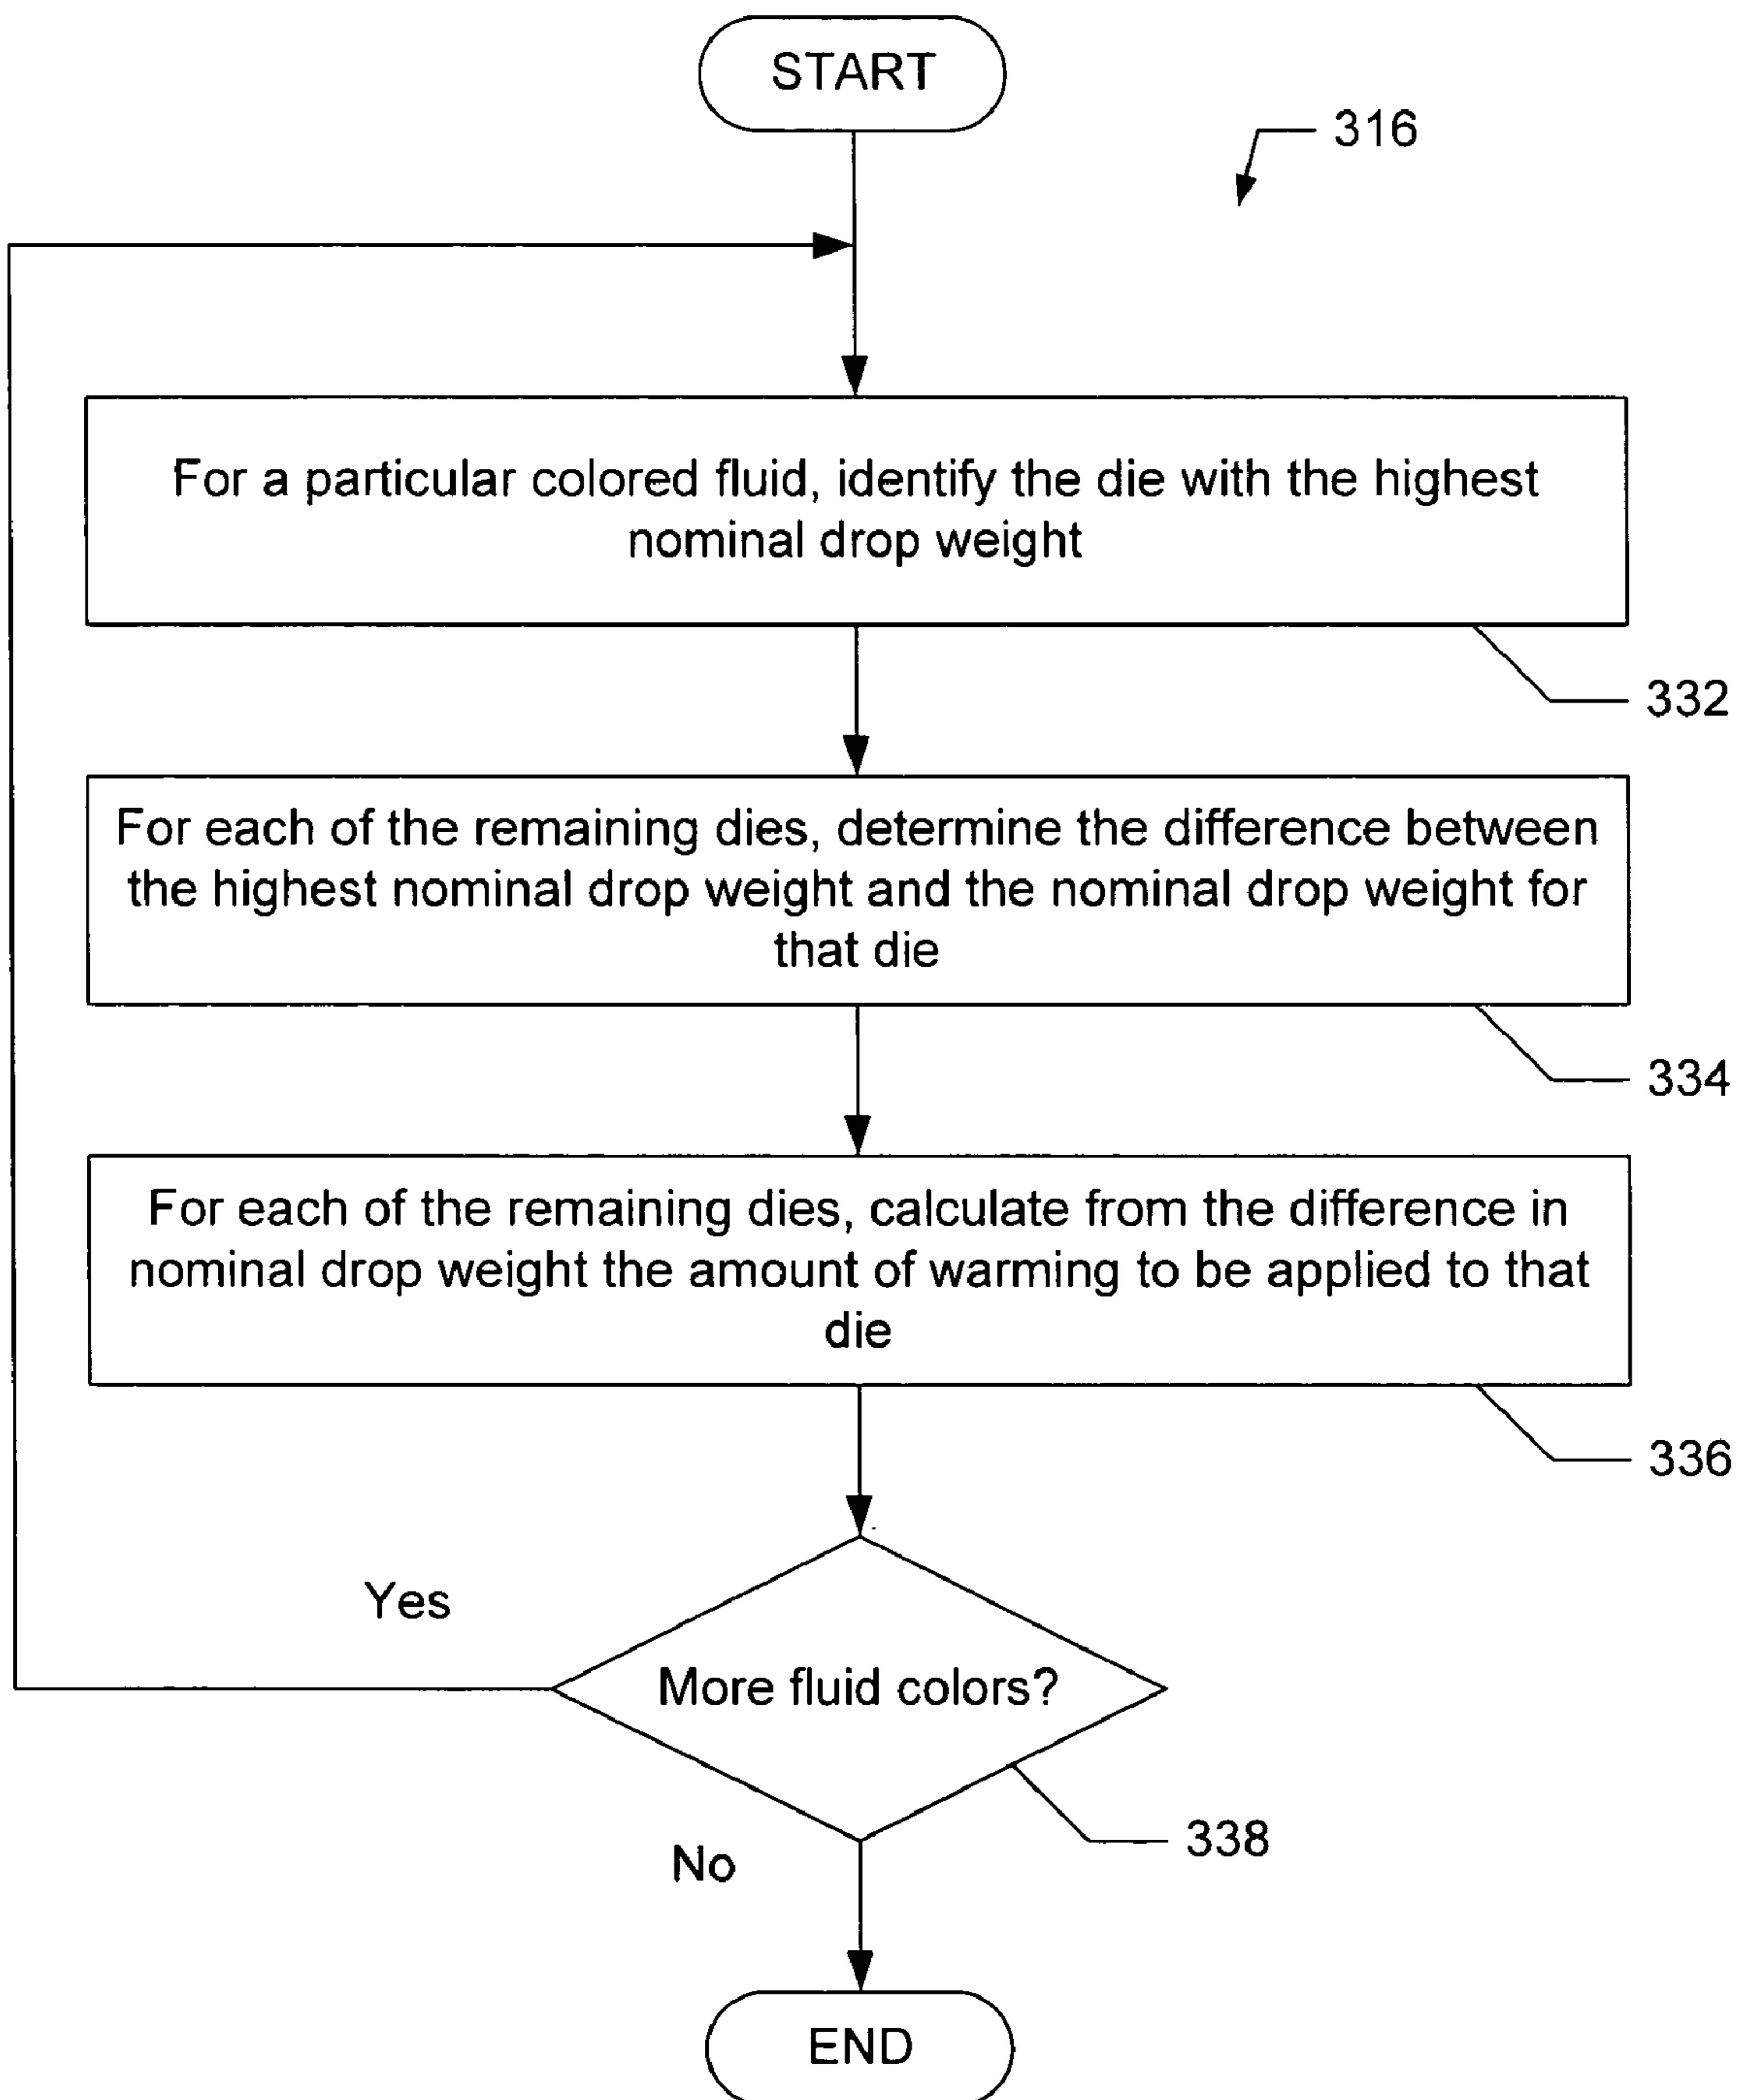 START
316
For a particular colored fluid, identify the die with the highest
nominal drop weight
332
For each of the remaining dies, determine the difference between
the highest nominal drop weight and the nominal drop weight for
that die
334
For each of the remaining dies, calculate from the difference in
nominal drop weight the amount of warming to be applied to that
die
336
Yes
More fluid colors?
338
No
END